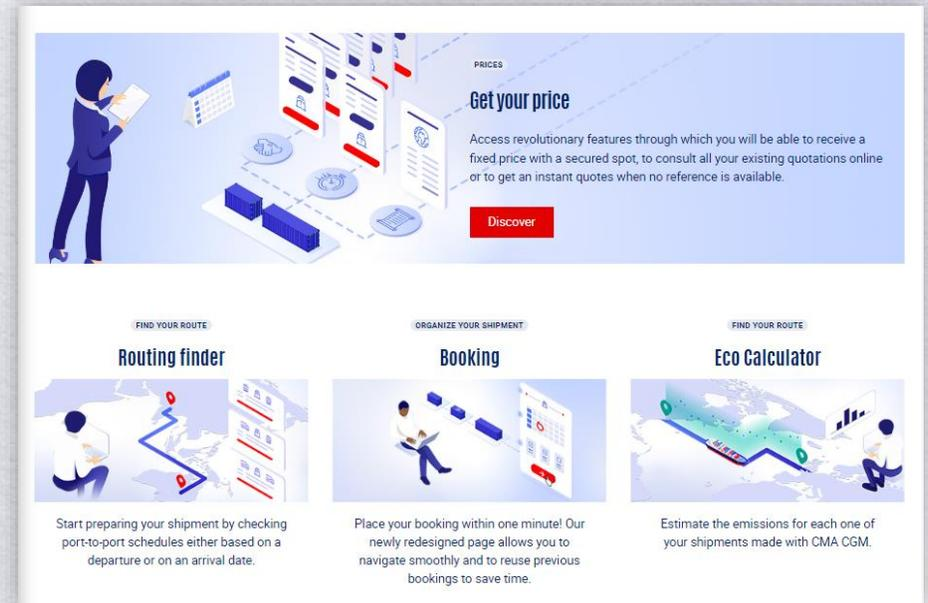 PRICES
Get your price
Access revolutionary features through which you will be able to receive a
fixed price with a secured spot, to consult all your existing quotations online
or to get an instant quotes when no reference is available.
Discover
FIND YOUR ROUTE
Routing finder
Start preparing your shipment by checking
port-to-port schedules either based on a
departure or on an arrival date.
ORGANIZE YOUR SHIPMENT
Booking
Place your booking within one minute! Our
newly redesigned page allows you to
navigate smoothly and to reuse previous
bookings to save time.
FIND YOUR ROUTE
Eco Calculator
Estimate the emissions for each one of
your shipments made with CMA CGM.